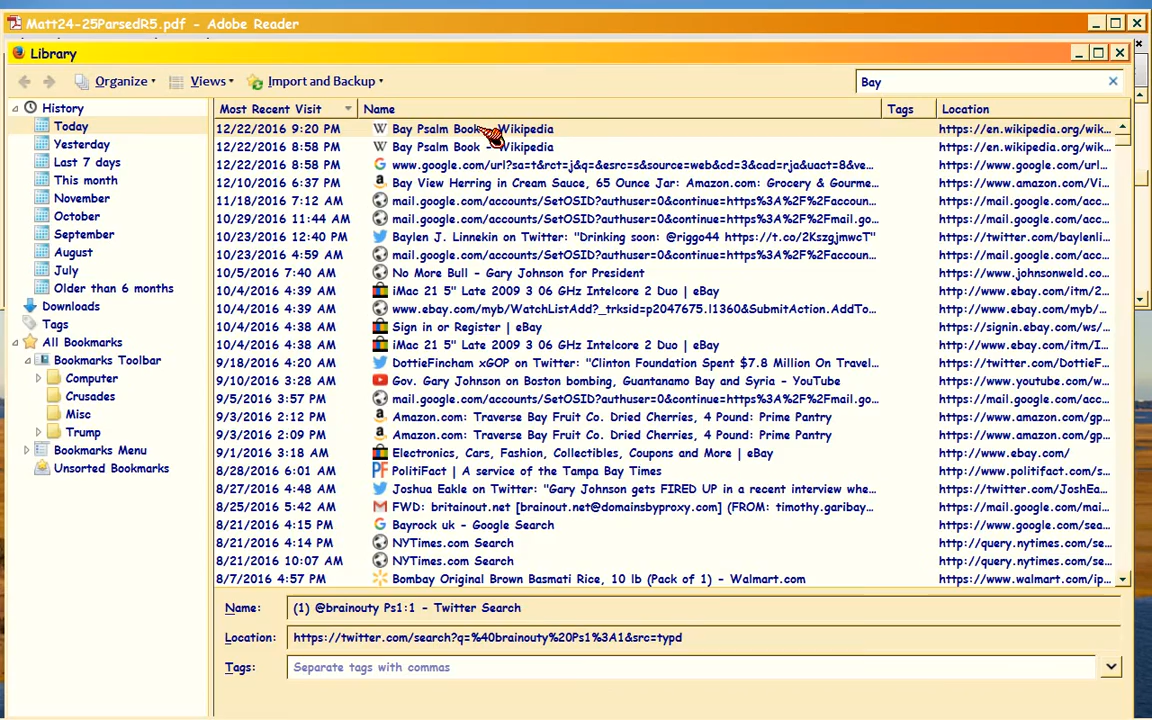 Matt24-25ParsedR5.pdf - Adobe Reader
Library
Organize Views Import and Backup Bay
History Most Recent Visit Name Tags Location
Today 12/22/2016 9:20 PM Bay Psalm Book Wikipedia https://en.wikipedia.org/wik...
Yesterday 12/22/2016 8:58 PM Bay Psalm Book - Wikipedia https://en.wikipedia.org/wik...
Last 7 days 12/22/2016 8:58 PM www.google.com/url?sa=t&rct=j&q=&esrc=s&source=web&cd=3&cad=rja&uact=8&ve... https://www.google.com/url...
This month 12/10/2016 6:37 PM Bay View Herring in Cream Sauce, 65 Ounce Jar: Amazon.com: Grocery & Gourme... https://www.amazon.com/Vi...
November 11/18/2016 7:12 AM mail.google.com/accounts/SetOSID?authuser=0&continue=https%3A%2F%2Faccoun... https://mail.google.com/acc...
October 10/29/2016 11:44 AM mail.google.com/accounts/SetOSID?authuser=0&continue=https%3A%2F%2Fmail.go... https://mail.google.com/acc...
September 10/23/2016 12:40 PM Baylen J. Linnekin on Twitter: "Drinking soon: @riggo44 https://t.co/2KszgjmwcT" https://twitter.com/baylenli...
August 10/23/2016 4:59 AM mail.google.com/accounts/SetOSID?authuser=0&continue=https%3A%2F%2Faccoun... https://mail.google.com/acc...
July 10/5/2016 7:40 AM No More Bull - Gary Johnson for President https://www.johnsonweld.co...
Older than 6 months 10/4/2016 4:39 AM iMac 21 5" Late 2009 3 06 GHz Intelcore 2 Duo | eBay http://www.ebay.com/itm/2...
Downloads 10/4/2016 4:39 AM www.ebay.com/myb/WatchListAdd?_trksid=p2047675.l1360&SubmitAction.AddTo... http://www.ebay.com/myb/...
Tags 10/4/2016 4:38 AM Sign in or Register | eBay https://signin.ebay.com/ws/...
All Bookmarks 10/4/2016 4:38 AM iMac 21 5" Late 2009 3 06 GHz Intelcore 2 Duo | eBay http://www.ebay.com/itm/I...
Bookmarks Toolbar 9/18/2016 4:20 AM DottieFincham xGOP on Twitter: "Clinton Foundation Spent $7.8 Million On Travel... https://twitter.com/DottieF...
Computer 9/10/2016 3:28 AM Gov. Gary Johnson on Boston bombing, Guantanamo Bay and Syria - YouTube https://www.youtube.com/w...
Crusades 9/5/2016 3:57 PM mail.google.com/accounts/SetOSID?authuser=0&continue=https%3A%2F%2Fmail.go... https://mail.google.com/acc...
Misc 9/3/2016 2:12 PM Amazon.com: Traverse Bay Fruit Co. Dried Cherries, 4 Pound: Prime Pantry https://www.amazon.com/gp...
Trump 9/3/2016 2:09 PM Amazon.com: Traverse Bay Fruit Co. Dried Cherries, 4 Pound: Prime Pantry https://www.amazon.com/gp...
Bookmarks Menu 9/1/2016 3:18 AM Electronics, Cars, Fashion, Collectibles, Coupons and More | eBay http://www.ebay.com/
Unsorted Bookmarks 8/28/2016 6:01 AM PolitiFact | A service of the Tampa Bay Times http://www.politifact.com/s...
8/27/2016 4:48 AM Joshua Eakle on Twitter: "Gary Johnson gets FIRED UP in a recent interview whe... https://twitter.com/JoshEa...
8/25/2016 5:42 AM FWD: britainout.net [brainout.net@domainsbyproxy.com] (FROM: timothy.garibay... https://mail.google.com/mai...
8/21/2016 4:15 PM Bayrock uk - Google Search https://www.google.com/sea...
8/21/2016 4:14 PM NYTimes.com Search http://query.nytimes.com/se...
8/21/2016 10:07 AM NYTimes.com Search http://query.nytimes.com/se...
8/7/2016 4:57 PM Bombay Original Brown Basmati Rice, 10 lb (Pack of 1) - Walmart.com http://www.walmart.com/ip...
Name: (1) @brainouty Ps1:1 - Twitter Search
Location: https://twitter.com/search?q=%40brainouty%20Ps1%3A1&src=typd
Tags: Separate tags with commas